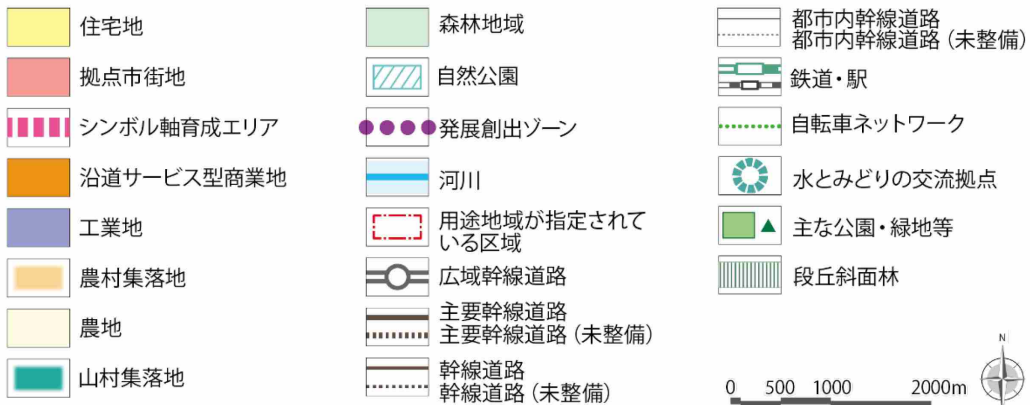 住宅地
拠点市街地
シンボル軸育成エリア
沿道サービス型商業地
工業地
農村集落地
農地
山村集落地
森林地域
自然公園
発展創出ゾーン
河川
用途地域が指定されて
いる区域
広域幹線道路
主要幹線道路
主要幹線道路（未整備）
幹線道路
幹線道路（未整備）
都市内幹線道路
都市内幹線道路（未整備）
鉄道・駅
自転車ネットワーク
水とみどりの交流拠点
主な公園・緑地等
段丘斜面林
N
0 500 1000 2000m